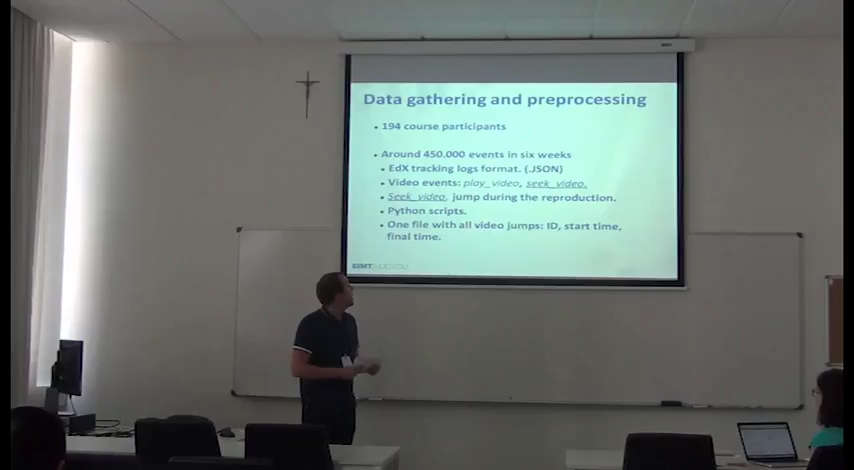 Data gathering and preprocessing
• 194 course participants
• Around 450.000 events in six weeks
• EdX tracking logs format. (.JSON)
• Video events: play_video, seek_video.
• Seek_video, jump during the reproduction.
• Python scripts.
• One file with all video jumps: ID, start time,
final time.